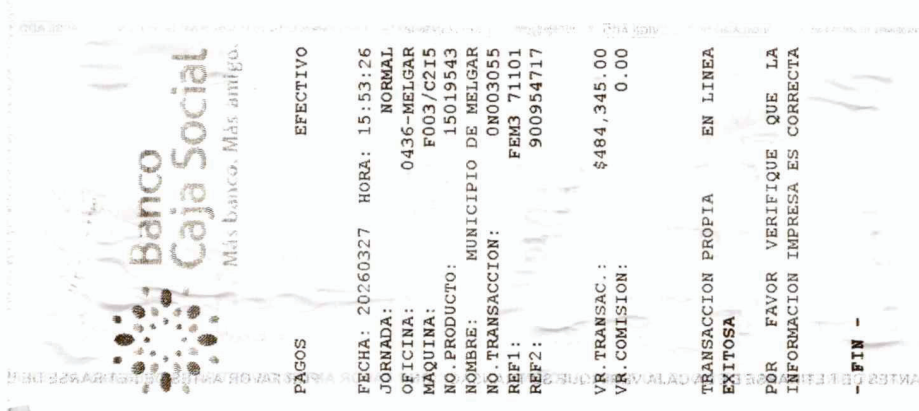 Banco
Caja Social
Más banco. Más amigo.
PAGOS EFECTIVO
FECHA: 20260327 HORA: 15:53:26
JORNADA: NORMAL
OFICINA: 0436-MELGAR
MAQUINA: F003/C2I5
NO.PRODUCTO: 15019543
NOMBRE: MUNICIPIO DE MELGAR
NO.TRANSACCION: 0N003055
REF1: FEM3 71101
REF2: 900954717
VR.TRANSAC.: $484,345.00
VR.COMISION: 0.00
TRANSACCION PROPIA EN LINEA
EXITOSA
POR FAVOR VERIFIQUE QUE LA
INFORMACION IMPRESA ES CORRECTA
- FIN -